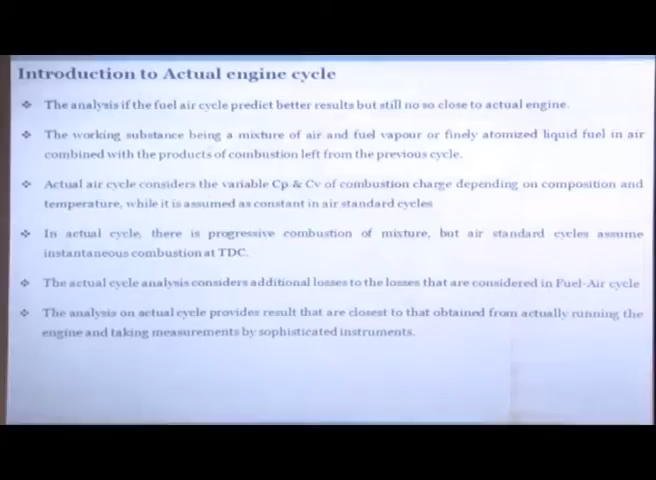 Introduction to Actual engine cycle
❖ The analysis if the fuel air cycle predict better results but still no so close to actual engine.
❖ The working substance being a mixture of air and fuel vapour or finely atomized liquid fuel in air
combined with the products of combustion left from the previous cycle.
❖ Actual air cycle considers the variable Cp & Cv of combustion charge depending on composition and
temperature, while it is assumed as constant in air standard cycles
❖ In actual cycle, there is progressive combustion of mixture, but air standard cycles assume
instantaneous combustion at TDC.
❖ The actual cycle analysis considers additional losses to the losses that are considered in Fuel-Air cycle
❖ The analysis on actual cycle provides result that are closest to that obtained from actually running the
engine and taking measurements by sophisticated instruments.